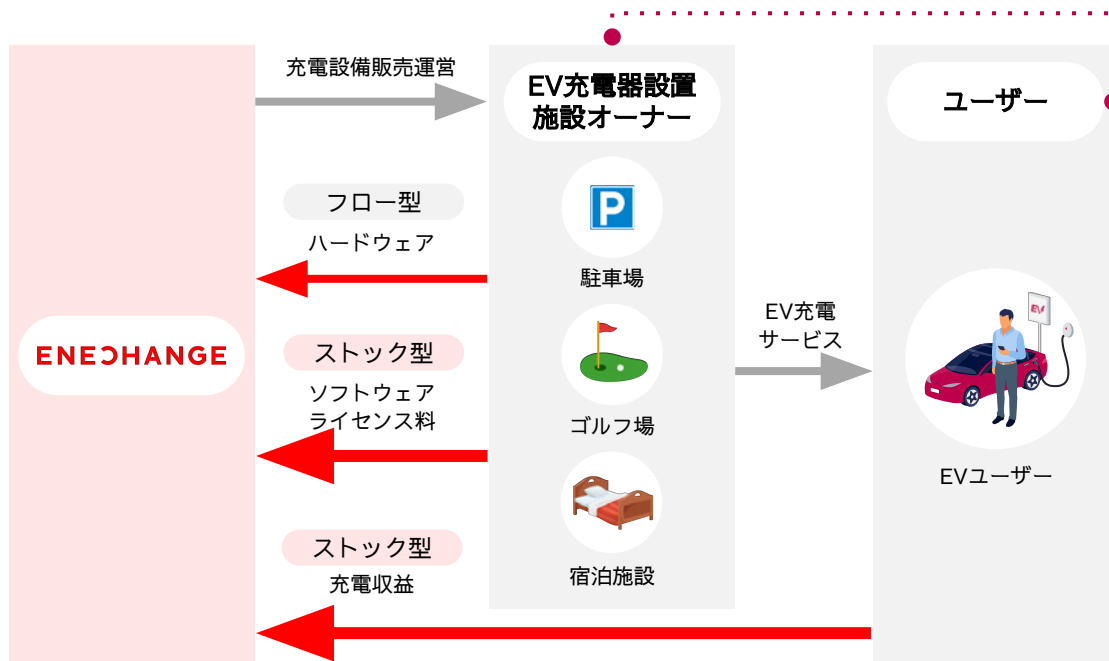 充電設備販売運営
EV充電器設置
施設オーナー
ユーザー
フロー型
ハードウェア
駐車場
EV充電
サービス
ENECHANGE
ストック型
ソフトウェア
ライセンス料
ゴルフ場
EV
EVユーザー
ストック型
充電収益
宿泊施設
P